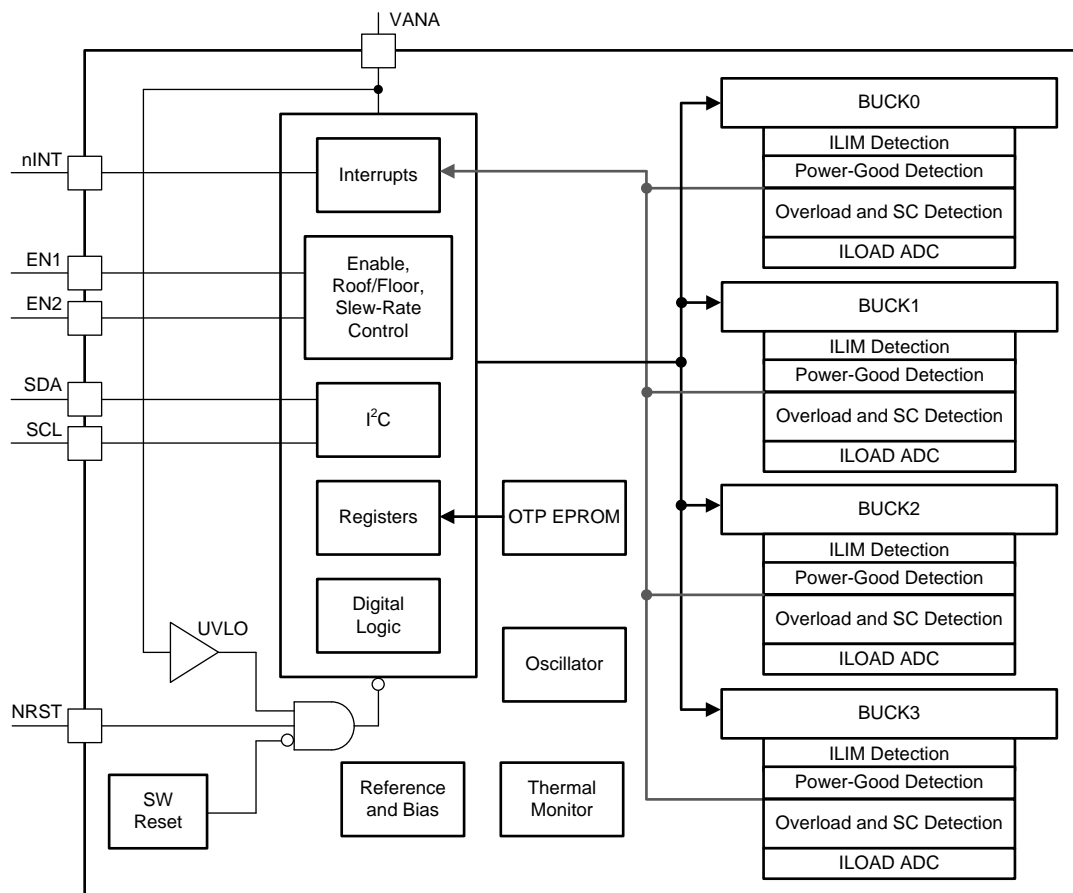 VANA
nINT
EN1
EN2
SDA
SCL
NRST
Interrupts
Enable,
Roof/Floor,
Slew-Rate
Control
I²C
Registers
Digital
Logic
UVLO
SW
Reset
OTP EPROM
Oscillator
Reference
and Bias
Thermal
Monitor
BUCK0
ILIM Detection
Power-Good Detection
Overload and SC Detection
ILOAD ADC
BUCK1
ILIM Detection
Power-Good Detection
Overload and SC Detection
ILOAD ADC
BUCK2
ILIM Detection
Power-Good Detection
Overload and SC Detection
ILOAD ADC
BUCK3
ILIM Detection
Power-Good Detection
Overload and SC Detection
ILOAD ADC